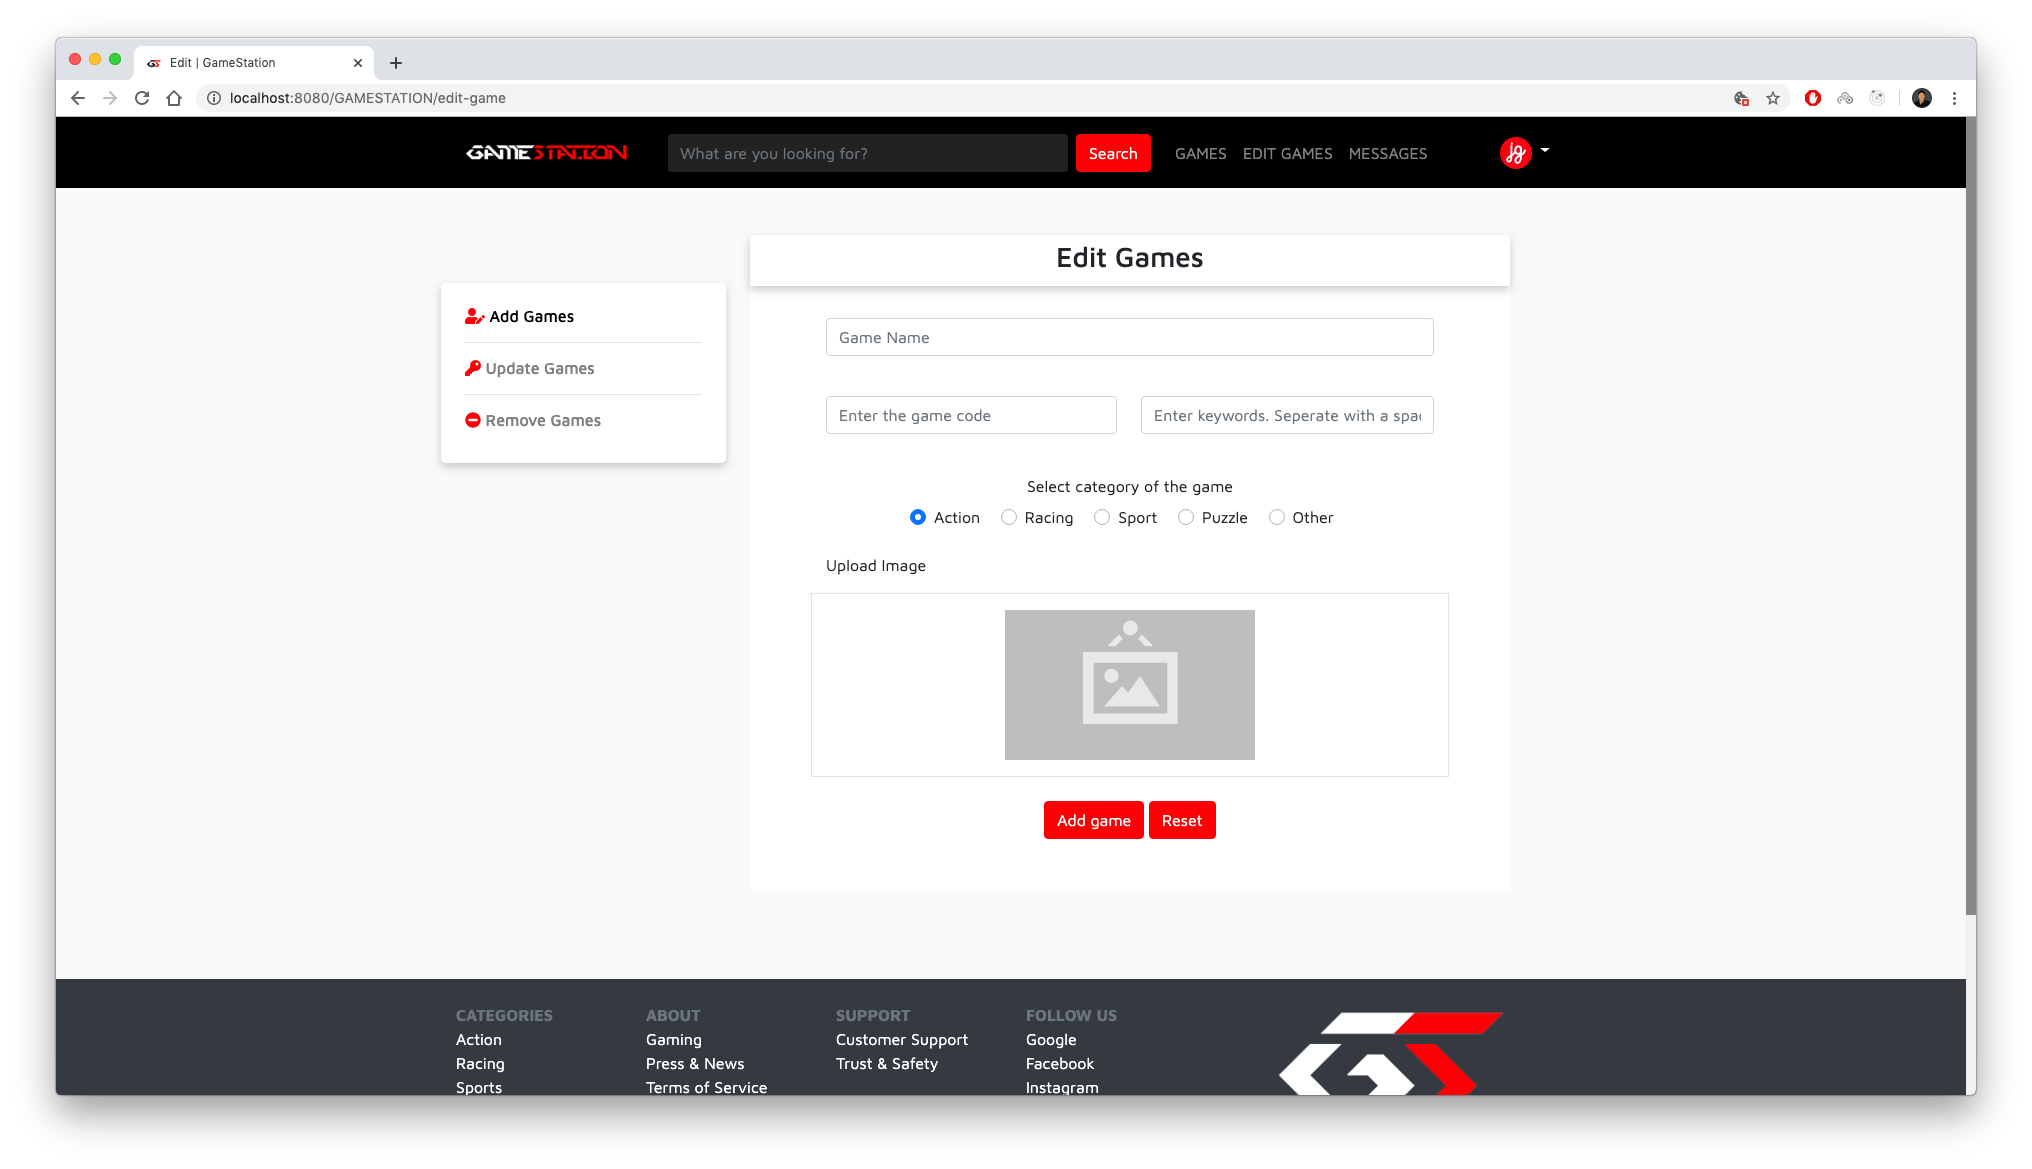 Edit | GameStation
localhost:8080/GAMESTATION/edit-game
GAMESTATION
What are you looking for?
Search
GAMES
EDIT GAMES
MESSAGES
jg
Edit Games
Add Games
Update Games
Remove Games
Game Name
Enter the game code
Enter keywords. Seperate with a spac
Select category of the game
Action
Racing
Sport
Puzzle
Other
Upload Image
Add game
Reset
CATEGORIES
Action
Racing
Sports
ABOUT
Gaming
Press & News
Terms of Service
SUPPORT
Customer Support
Trust & Safety
FOLLOW US
Google
Facebook
Instagram